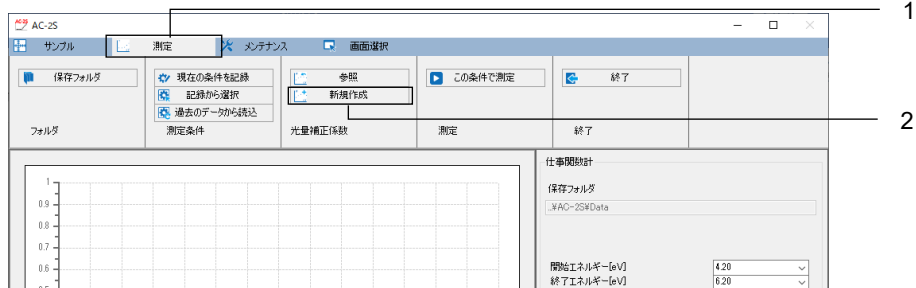 1
AC-2S
サンプル 測定 メンテナンス 画面選択
保存フォルダ 現在の条件を記録 参照 この条件で測定 終了
記録から選択 新規作成
過去のデータから読込
2
フォルダ 測定条件 光量補正係数 測定 終了
仕事関数計
保存フォルダ
..¥AC-2S¥Data
1
0.9
0.8
0.7
0.6
開始エネルギー[eV] 4.20
終了エネルギー[eV] 6.20